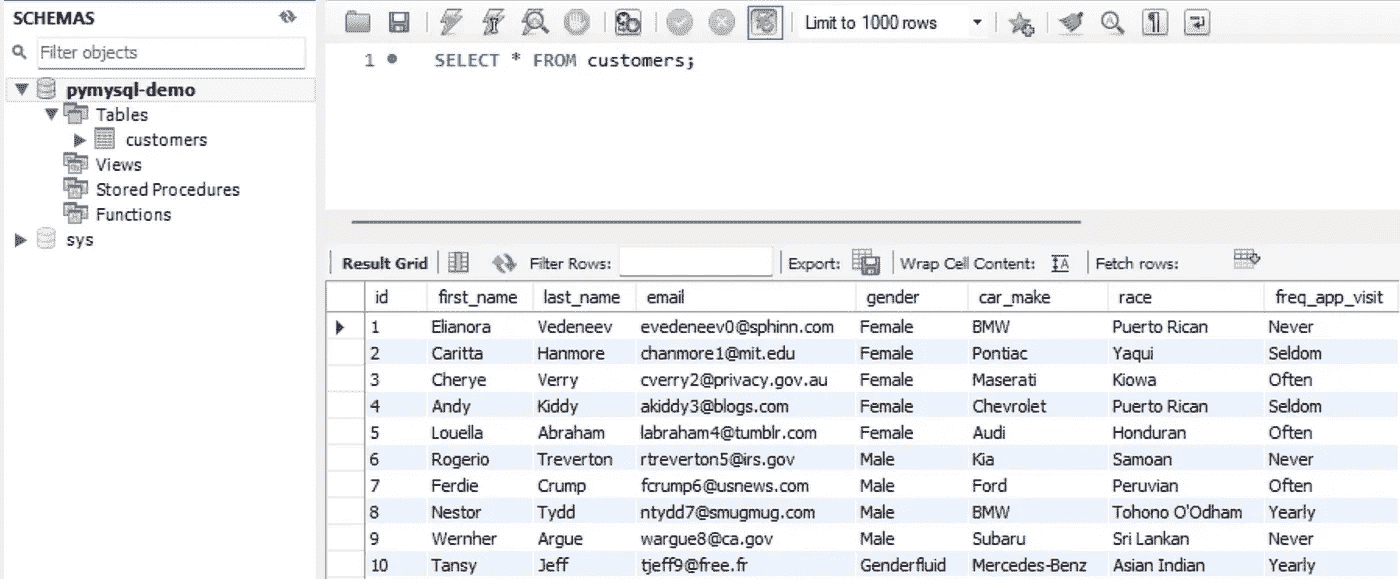 SCHEMAS
Filter objects
pymysql-demo
Tables
customers
Views
Stored Procedures
Functions
sys
Limit to 1000 rows
1 SELECT * FROM customers;
Result Grid Filter Rows: Export: Wrap Cell Content: Fetch rows:
id first_name last_name email gender car_make race freq_app_visit
1 Elianora Vedeneev evedeneev0@sphinn.com Female BMW Puerto Rican Never
2 Caritta Hanmore chanmore1@mit.edu Female Pontiac Yaqui Seldom
3 Cherye Verry cverry2@privacy.gov.au Female Maserati Kiowa Often
4 Andy Kiddy akiddy3@blogs.com Female Chevrolet Puerto Rican Seldom
5 Louella Abraham labraham4@tumblr.com Female Audi Honduran Often
6 Rogerio Treverton rtreverton5@irs.gov Male Kia Samoan Never
7 Ferdie Crump fcrump6@usnews.com Male Ford Peruvian Often
8 Nestor Tydd ntydd7@smugmug.com Male BMW Tohono O'Odham Yearly
9 Wernher Argue wargue8@ca.gov Male Subaru Sri Lankan Never
10 Tansy Jeff tjeff9@free.fr Genderfluid Mercedes-Benz Asian Indian Yearly